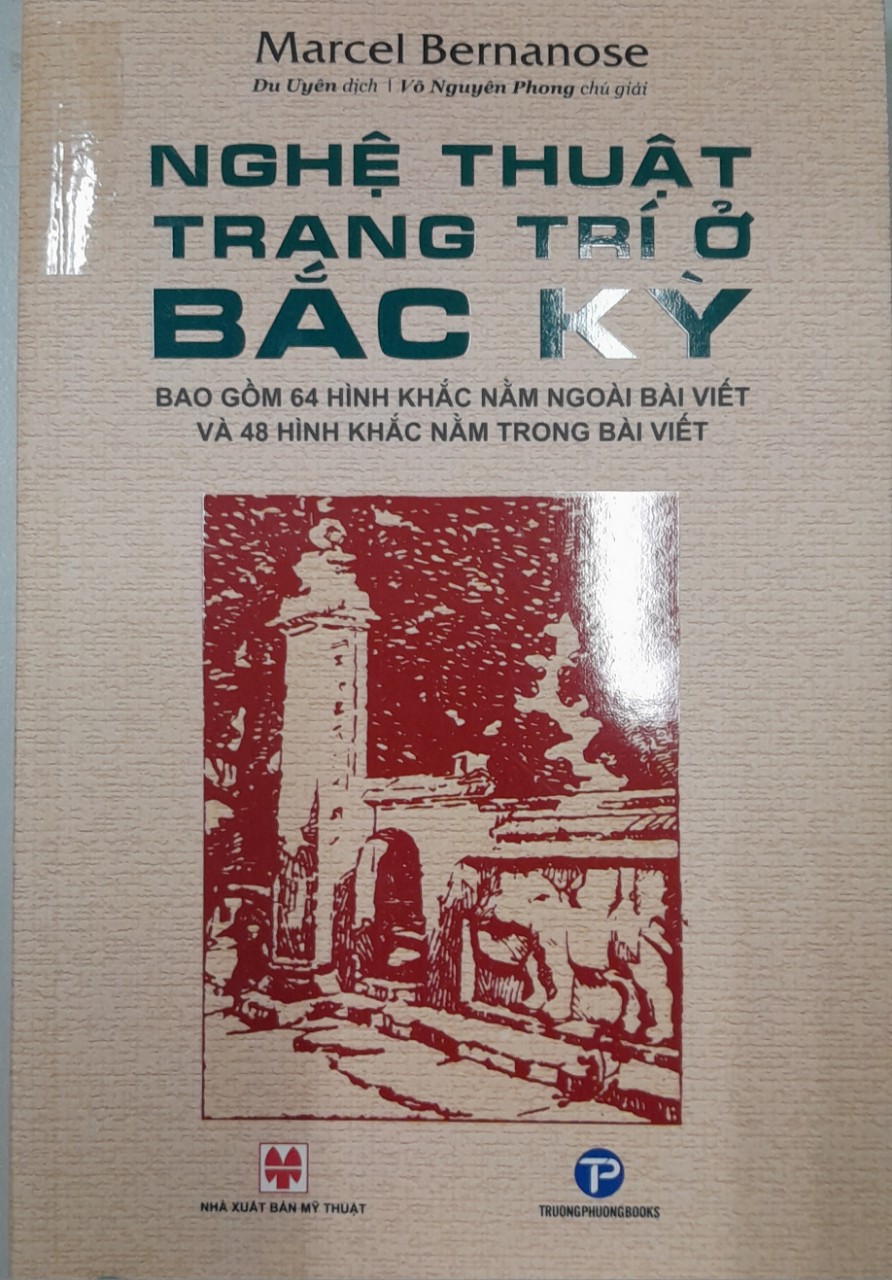 Marcel Bernanose
Du Uyên dịch | Võ Nguyên Phong chú giải
NGHỆ THUẬT
TRANG TRÍ Ở
BẮC KỲ
BAO GỒM 64 HÌNH KHẮC NẰM NGOÀI BÀI VIẾT
VÀ 48 HÌNH KHẮC NẰM TRONG BÀI VIẾT
MT
TP
NHÀ XUẤT BẢN MỸ THUẬT
TRUONGPHUONGBOOKS